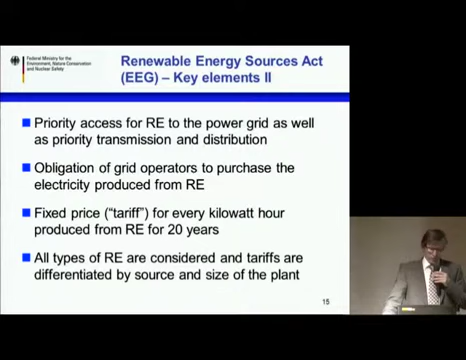 Federal Ministry for the
Environment, Nature Conservation
and Nuclear Safety
Renewable Energy Sources Act
(EEG) – Key elements II
Priority access for RE to the power grid as well
as priority transmission and distribution
Obligation of grid operators to purchase the
electricity produced from RE
Fixed price (“tariff”) for every kilowatt hour
produced from RE for 20 years
All types of RE are considered and tariffs are
differentiated by source and size of the plant
15